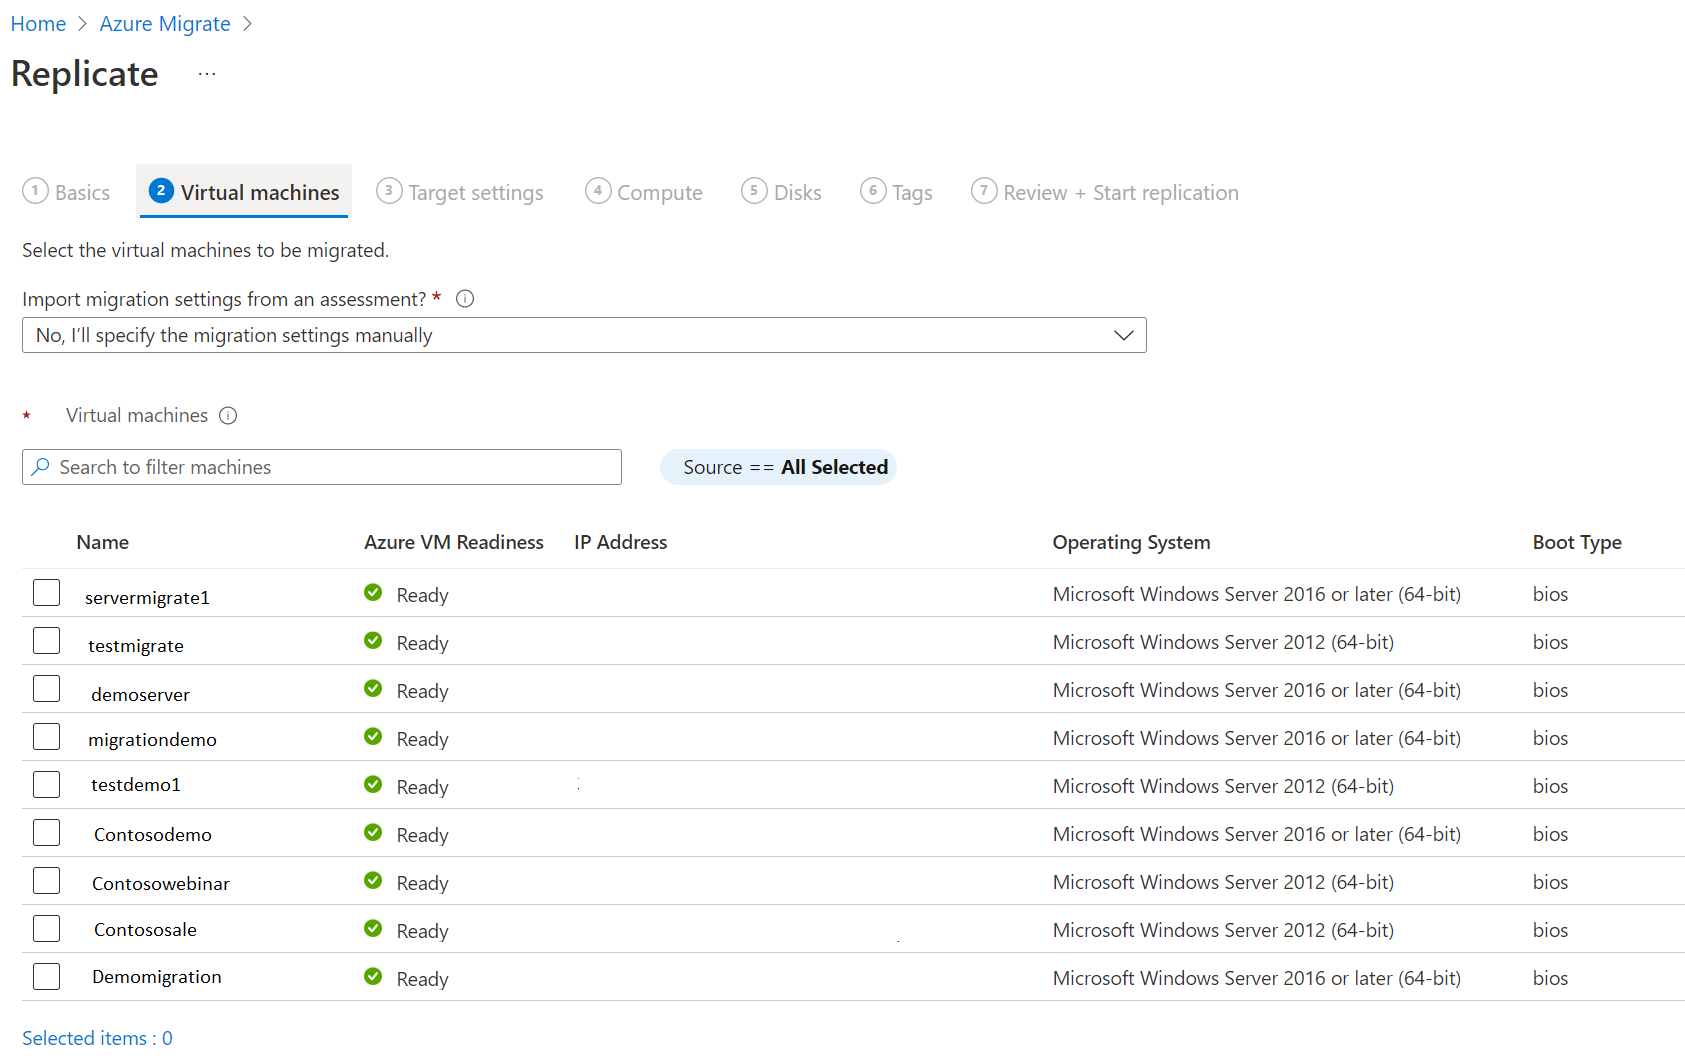 Home > Azure Migrate >
Replicate ...
1 Basics 2 Virtual machines 3 Target settings 4 Compute 5 Disks 6 Tags 7 Review + Start replication
Select the virtual machines to be migrated.
Import migration settings from an assessment? *
No, I'll specify the migration settings manually
* Virtual machines
Search to filter machines Source == All Selected
Name Azure VM Readiness IP Address Operating System Boot Type
servermigrate1 Ready Microsoft Windows Server 2016 or later (64-bit) bios
testmigrate Ready Microsoft Windows Server 2012 (64-bit) bios
demoserver Ready Microsoft Windows Server 2016 or later (64-bit) bios
migrationdemo Ready Microsoft Windows Server 2016 or later (64-bit) bios
testdemo1 Ready Microsoft Windows Server 2012 (64-bit) bios
Contosodemo Ready Microsoft Windows Server 2016 or later (64-bit) bios
Contosowebinar Ready Microsoft Windows Server 2012 (64-bit) bios
Contososale Ready Microsoft Windows Server 2012 (64-bit) bios
Demomigration Ready Microsoft Windows Server 2016 or later (64-bit) bios
Selected items : 0